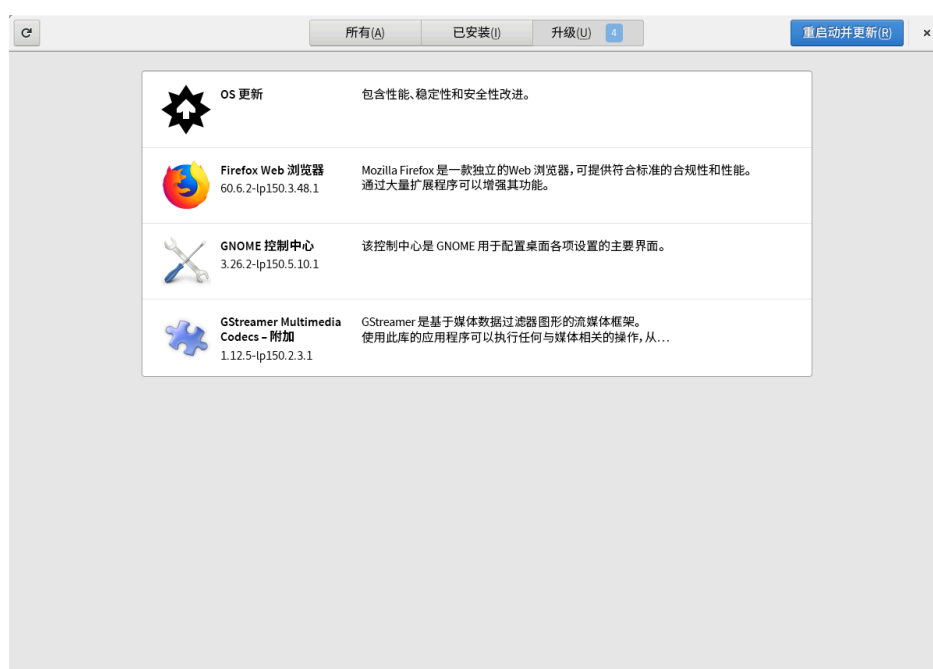 所有(A) 已安装(I) 升级(U) 4 重启动并更新(R)
OS 更新
包含性能、稳定性和安全性改进。
Firefox Web 浏览器
60.6.2-lp150.3.48.1
Mozilla Firefox 是一款独立的Web 浏览器,可提供符合标准的合规性和性能。
通过大量扩展程序可以增强其功能。
GNOME 控制中心
3.26.2-lp150.5.10.1
该控制中心是 GNOME 用于配置桌面各项设置的主要界面。
GStreamer Multimedia
Codecs – 附加
1.12.5-lp150.2.3.1
GStreamer 是基于媒体数据过滤器图形的流媒体框架。
使用此库的应用程序可以执行任何与媒体相关的操作,从...